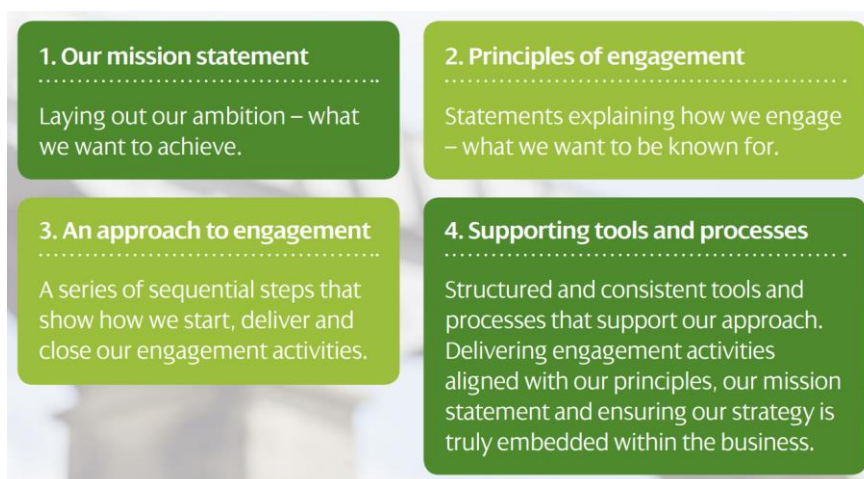 1. Our mission statement
Laying out our ambition – what
we want to achieve.
2. Principles of engagement
Statements explaining how we engage
– what we want to be known for.
3. An approach to engagement
A series of sequential steps that
show how we start, deliver and
close our engagement activities.
4. Supporting tools and processes
Structured and consistent tools and
processes that support our approach.
Delivering engagement activities
aligned with our principles, our mission
statement and ensuring our strategy is
truly embedded within the business.